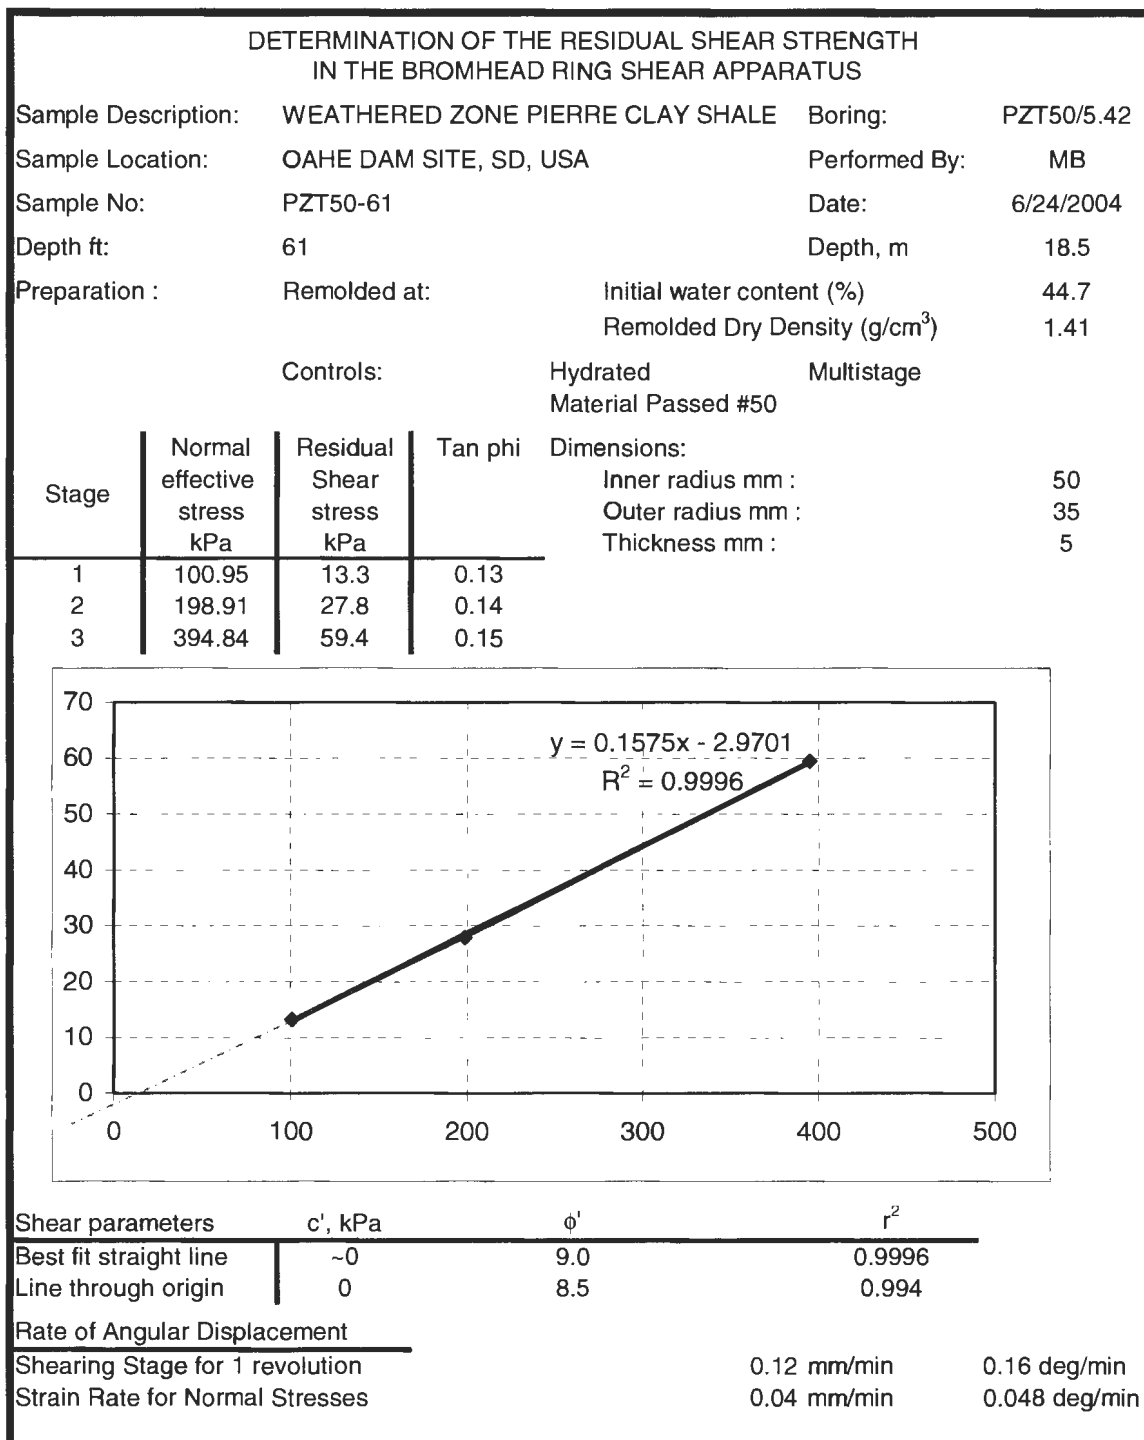 DETERMINATION OF THE RESIDUAL SHEAR STRENGTH
IN THE BROMHEAD RING SHEAR APPARATUS
Sample Description: WEATHERED ZONE PIERRE CLAY SHALE Boring: PZT50/5.42
Sample Location: OAHE DAM SITE, SD, USA Performed By: MB
Sample No: PZT50-61 Date: 6/24/2004
Depth ft: 61 Depth, m 18.5
Preparation : Remolded at: Initial water content (%) 44.7
Remolded Dry Density (g/cm³) 1.41
Controls: Hydrated Multistage
Material Passed #50
Stage Normal effective stress kPa Residual Shear stress kPa Tan phi
1 100.95 13.3 0.13
2 198.91 27.8 0.14
3 394.84 59.4 0.15
Dimensions:
Inner radius mm : 50
Outer radius mm : 35
Thickness mm : 5
70
60
50
40
30
20
10
0
y = 0.1575x - 2.9701
R² = 0.9996
0 100 200 300 400 500
Shear parameters c', kPa ϕ' r²
Best fit straight line ~0 9.0 0.9996
Line through origin 0 8.5 0.994
Rate of Angular Displacement
Shearing Stage for 1 revolution 0.12 mm/min 0.16 deg/min
Strain Rate for Normal Stresses 0.04 mm/min 0.048 deg/min